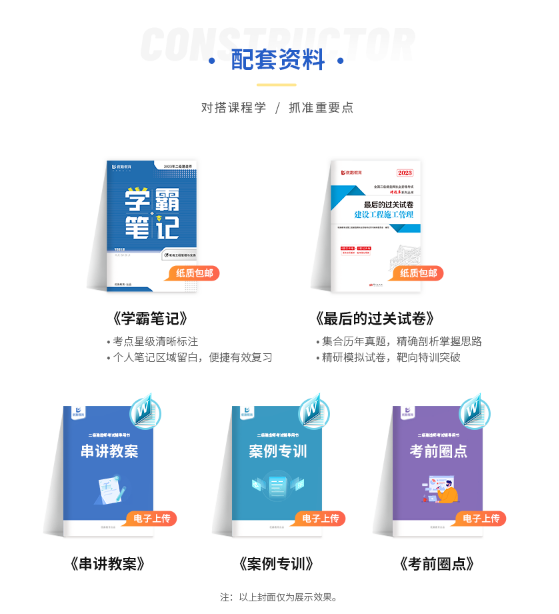 CONSTRUCTOR
· 配套资料 ·
对搭课程学 / 抓准重要点
学霸
笔记
纸质包邮
2023
最后的过关试卷
建设工程施工管理
纸质包邮
《学霸笔记》
• 考点星级清晰标注
• 个人笔记区域留白，便捷有效复习
《最后的过关试卷》
• 集合历年真题，精确剖析掌握思路
• 精研模拟试卷，靶向特训突破
串讲教案
电子上传
案例专训
电子上传
考前圈点
电子上传
《串讲教案》
《案例专训》
《考前圈点》
注：以上封面仅为展示效果。